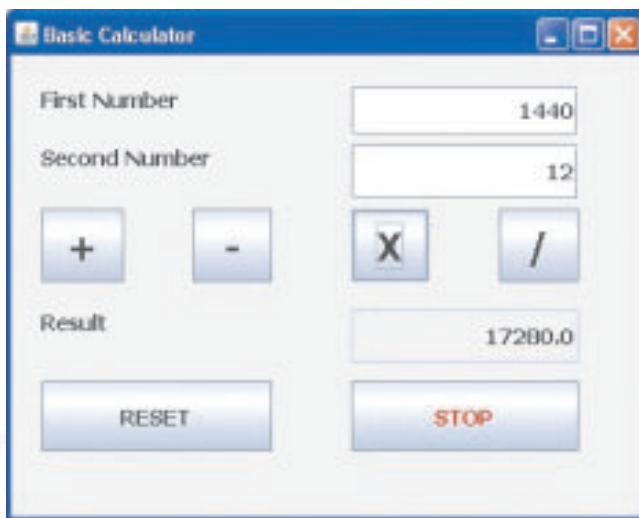 Basic Calculator
First Number 1440
Second Number 12
+ - X /
Result 17280.0
RESET STOP